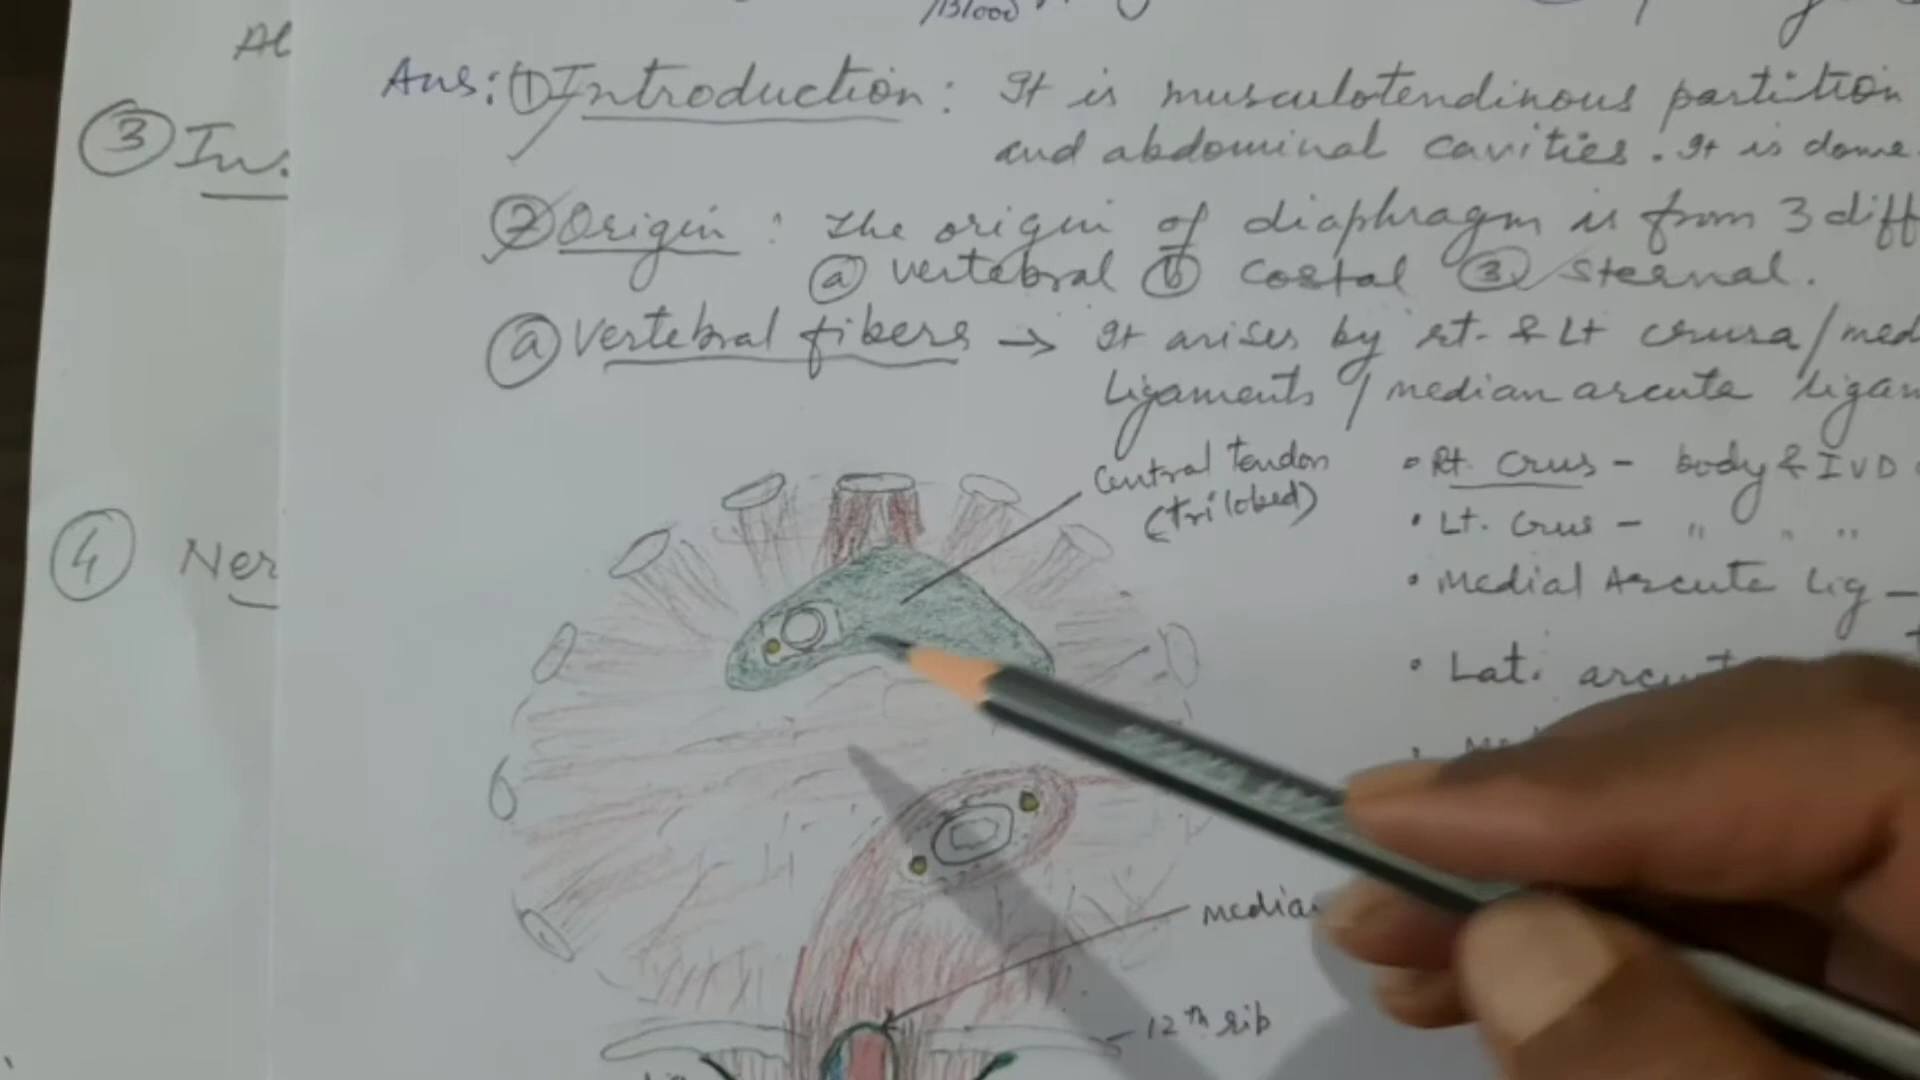 Al
③ In.
④ Ner
/Blood
Ans: ① Introduction: It is musculotendinous partition
and abdominal cavities. It is dome
② Origin: The origin of diaphragm is from 3 diff
ⓐ vertebral ⓑ costal ③ sternal.
ⓐ Vertebral fibers → It arises by rt. & Lt crura/med
Ligaments / median arcute ligam
Central tendon
(trilobed)
• Rt. Crus - body & IVD
• Lt. Crus - " " "
• Medial Arcute Lig -
• Lat. arcu
median
12th rib